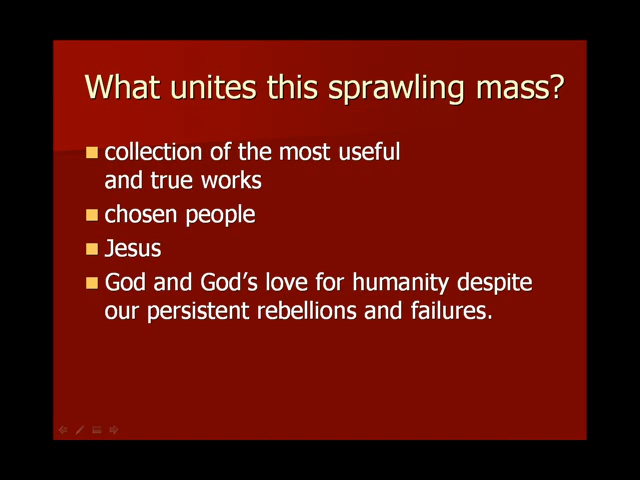 What unites this sprawling mass?
collection of the most useful
and true works
chosen people
Jesus
God and God's love for humanity despite
our persistent rebellions and failures.